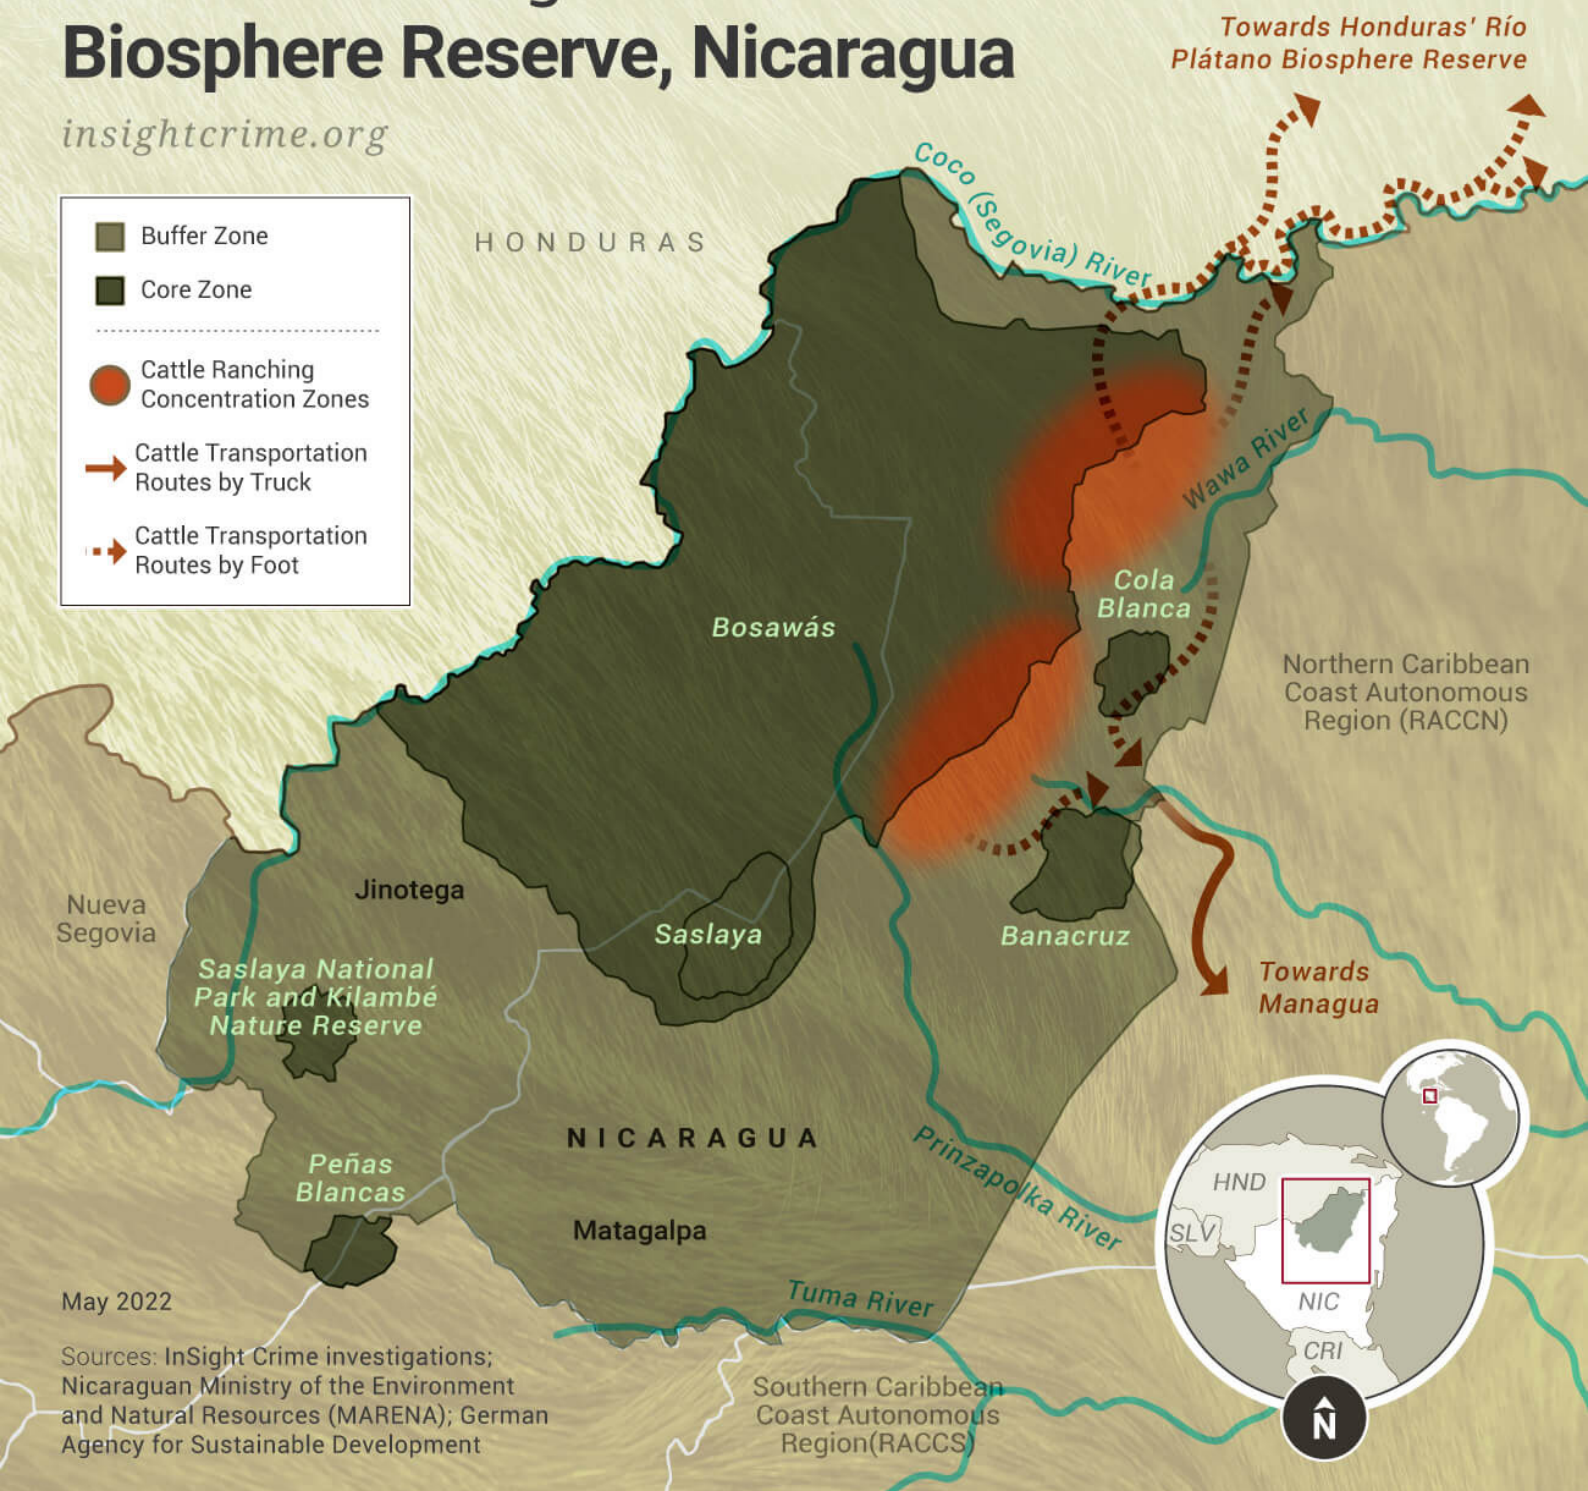 Biosphere Reserve, Nicaragua
insightcrime.org
Towards Honduras' Río
Plátano Biosphere Reserve
Buffer Zone
Core Zone
Cattle Ranching
Concentration Zones
Cattle Transportation
Routes by Truck
Cattle Transportation
Routes by Foot
HONDURAS
Coco (Segovia) River
Wawa River
Cola
Blanca
Bosawás
Northern Caribbean
Coast Autonomous
Region (RACCN)
Nueva
Segovia
Jinotega
Saslaya
Banacruz
Saslaya National
Park and Kilambé
Nature Reserve
Towards
Managua
NICARAGUA
Prinzapolka River
Peñas
Blancas
Matagalpa
Tuma River
HND
SLV
NIC
CRI
N
May 2022
Sources: InSight Crime investigations;
Nicaraguan Ministry of the Environment
and Natural Resources (MARENA); German
Agency for Sustainable Development
Southern Caribbean
Coast Autonomous
Region(RACCS)